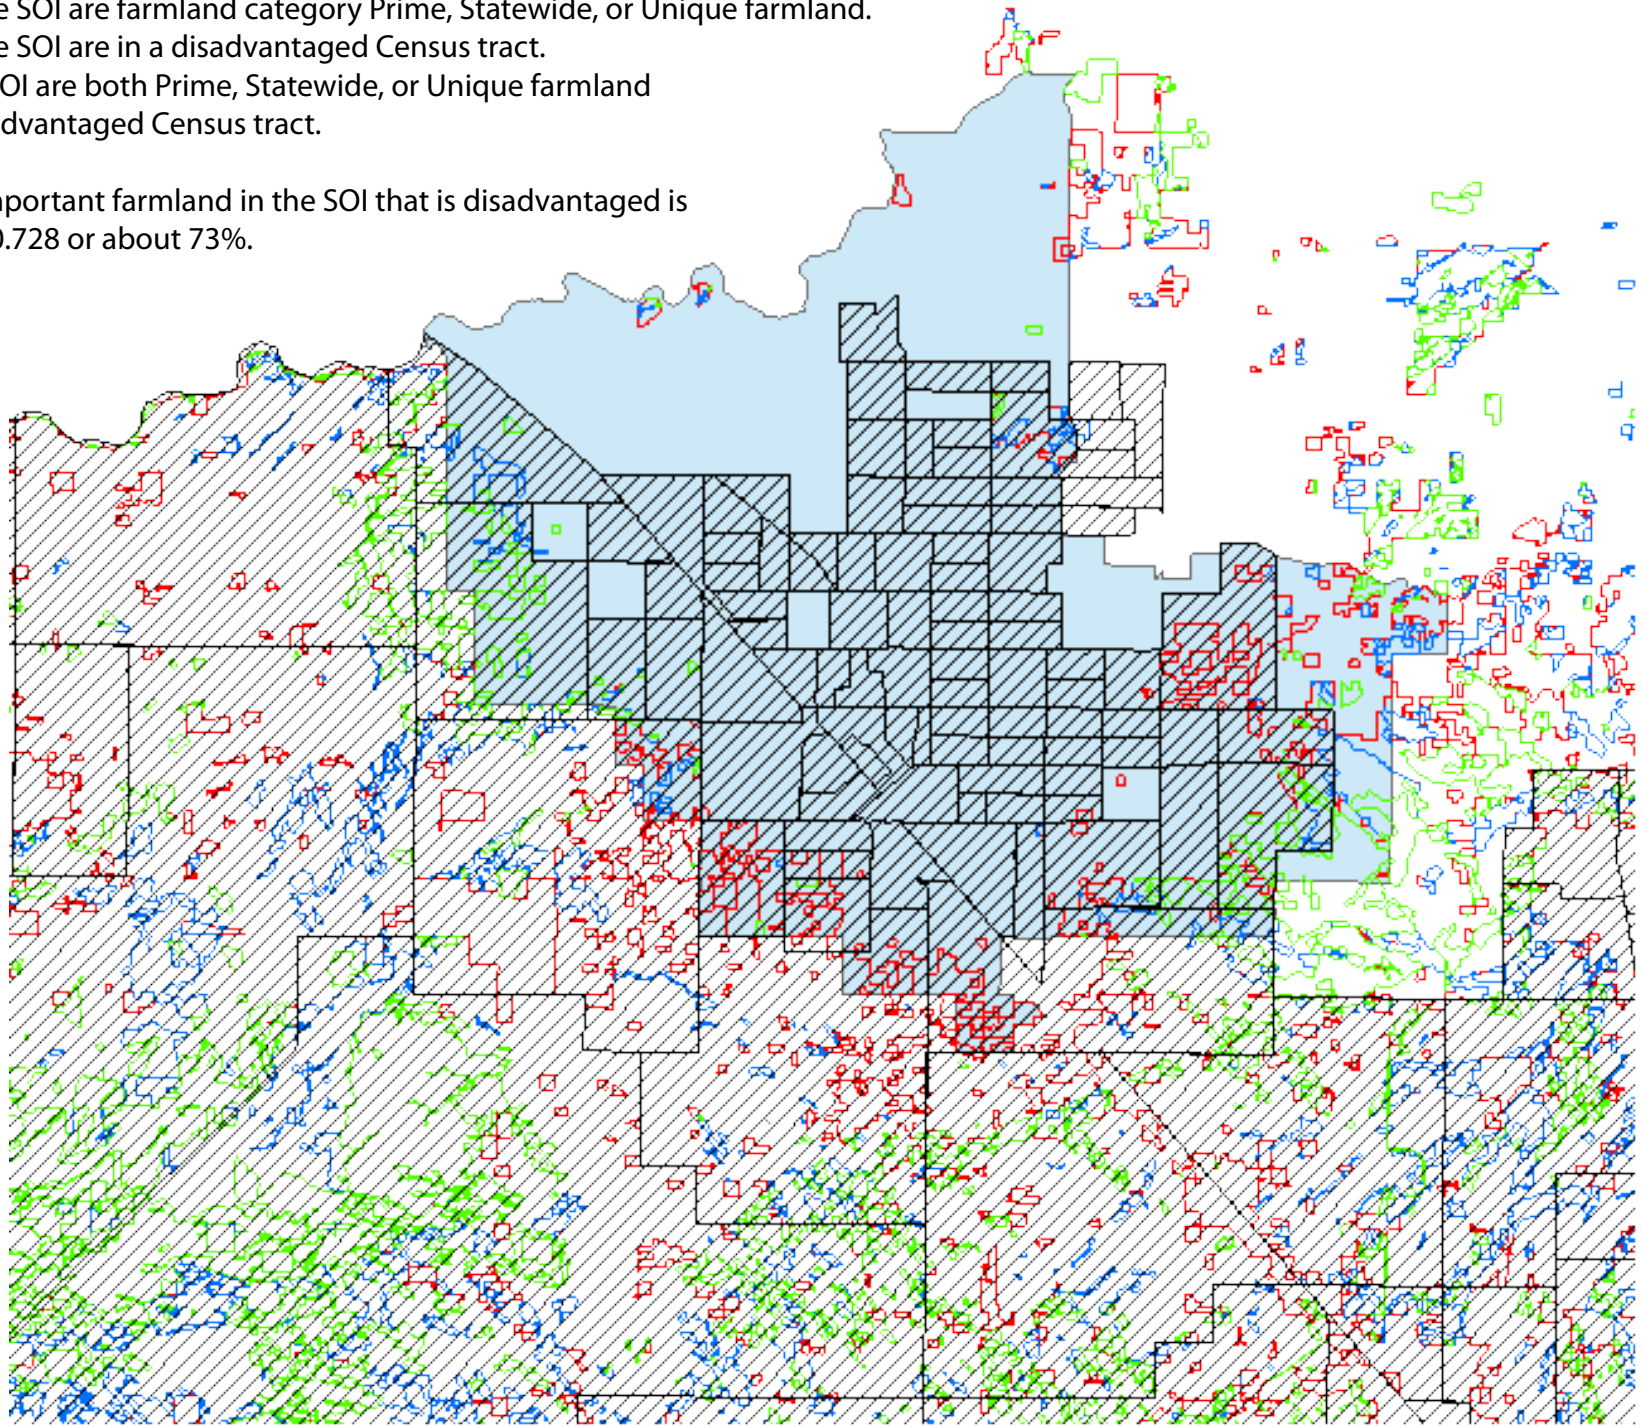 e SOI are farmland category Prime, Statewide, or Unique farmland.
e SOI are in a disadvantaged Census tract.
OI are both Prime, Statewide, or Unique farmland
dvantaged Census tract.
portant farmland in the SOI that is disadvantaged is
0.728 or about 73%.